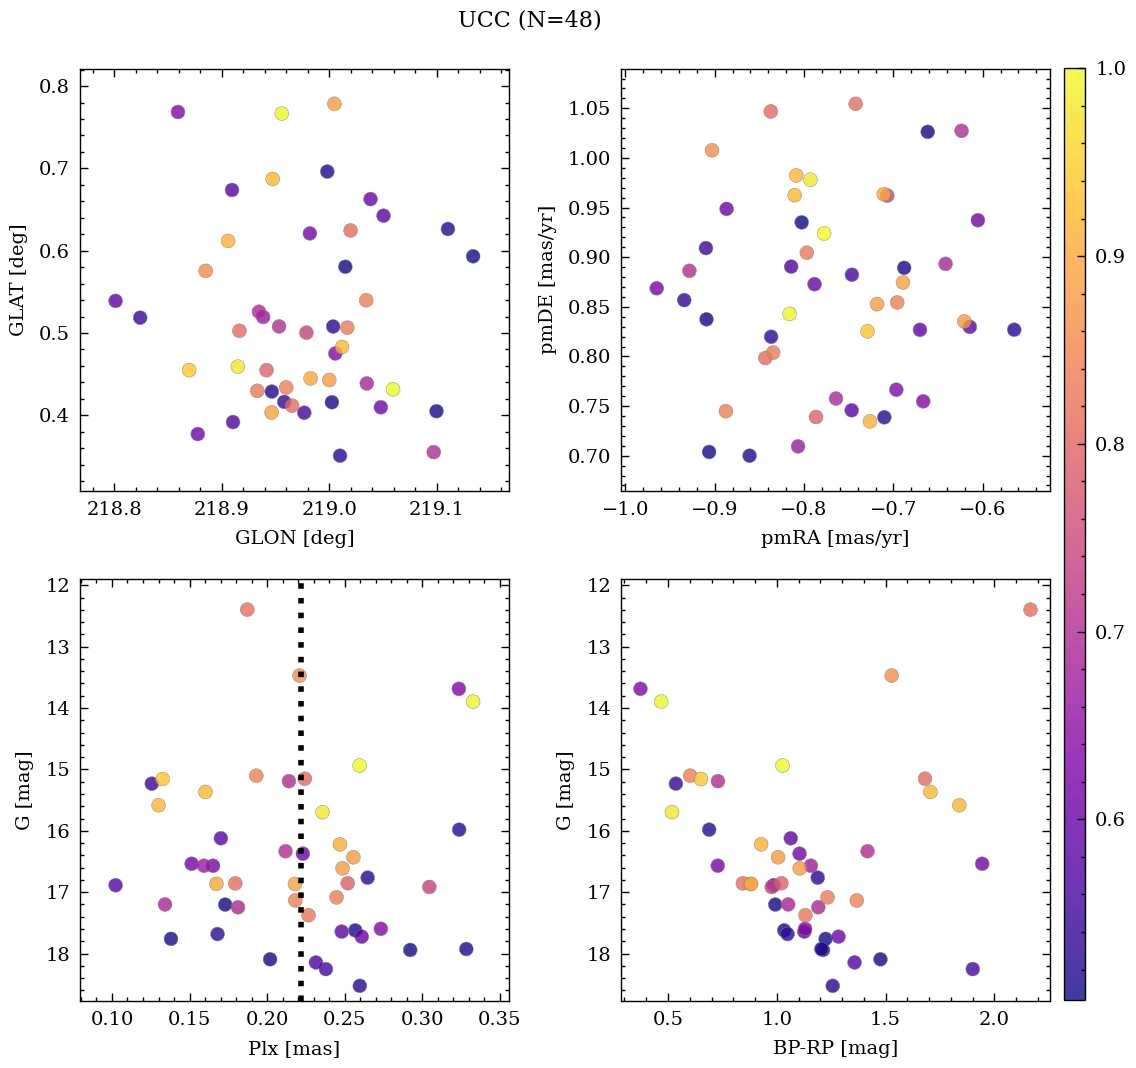 UCC (N=48)
0.8
0.7
0.6
0.5
0.4
GLAT [deg]
218.8 218.9 219.0 219.1
GLON [deg]
1.05
1.00
0.95
0.90
0.85
0.80
0.75
0.70
pmDE [mas/yr]
−1.0 −0.9 −0.8 −0.7 −0.6
pmRA [mas/yr]
1.0
0.9
0.8
0.7
0.6
12
13
14
15
16
17
18
G [mag]
0.10 0.15 0.20 0.25 0.30 0.35
Plx [mas]
12
13
14
15
16
17
18
G [mag]
0.5 1.0 1.5 2.0
BP-RP [mag]